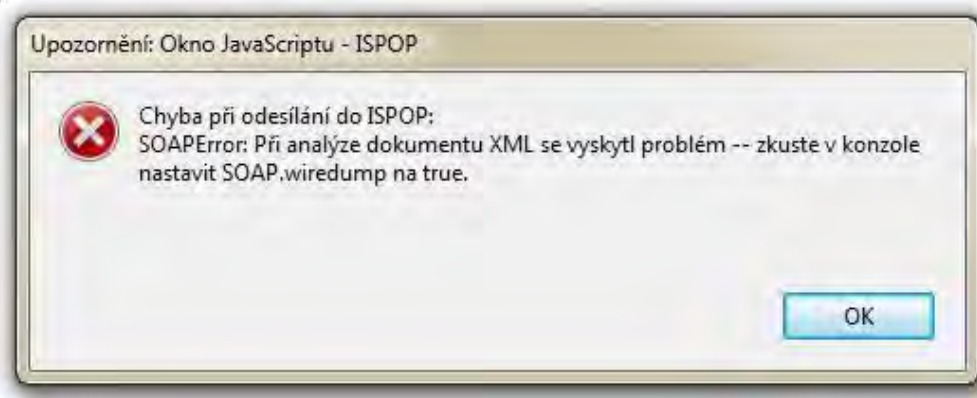 Upozornění: Okno JavaScriptu - ISPOP
Chyba při odesílání do ISPOP:
SOAPError: Při analýze dokumentu XML se vyskytl problém -- zkuste v konzole
nastavit SOAP.wiredump na true.
OK